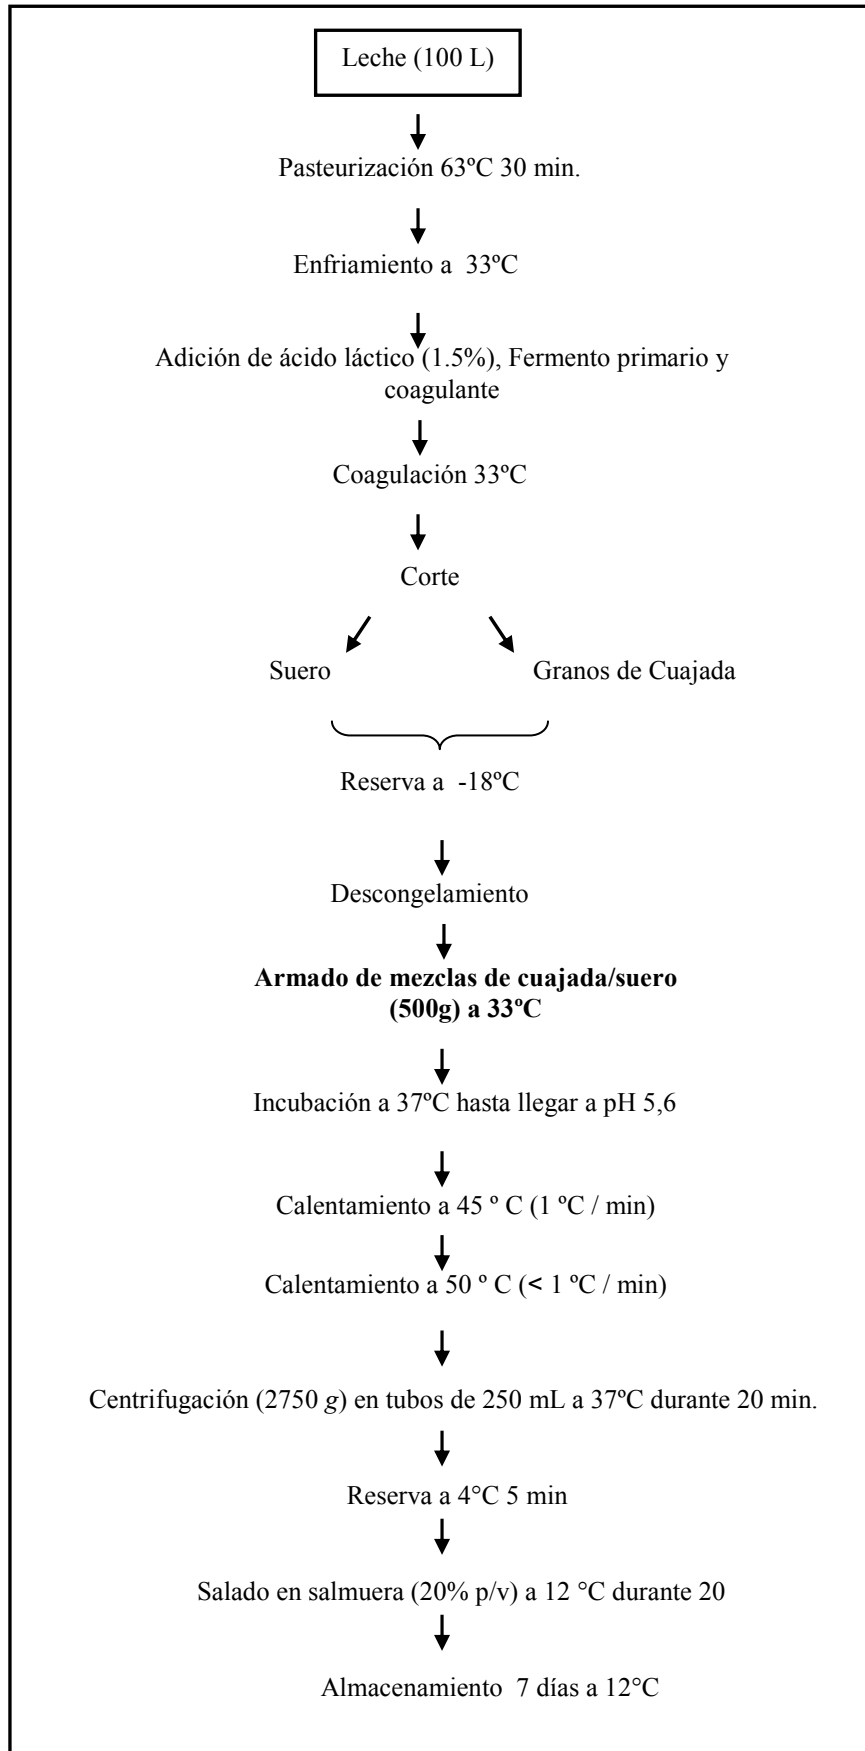 Leche (100 L)
Pasteurización 63ºC 30 min.
Enfriamiento a  33ºC
Adición de ácido láctico (1.5%), Fermento primario y
coagulante
Coagulación 33ºC
Corte
Suero
Granos de Cuajada
Reserva a  -18ºC
Descongelamiento
Armado de mezclas de cuajada/suero
(500g) a 33ºC
Incubación a 37ºC hasta llegar a pH 5,6
Calentamiento a 45 º C (1 ºC / min)
Calentamiento a 50 º C (< 1 ºC / min)
Centrifugación (2750 g) en tubos de 250 mL a 37ºC durante 20 min.
Reserva a 4°C 5 min
Salado en salmuera (20% p/v) a 12 °C durante 20
Almacenamiento  7 días a 12°C